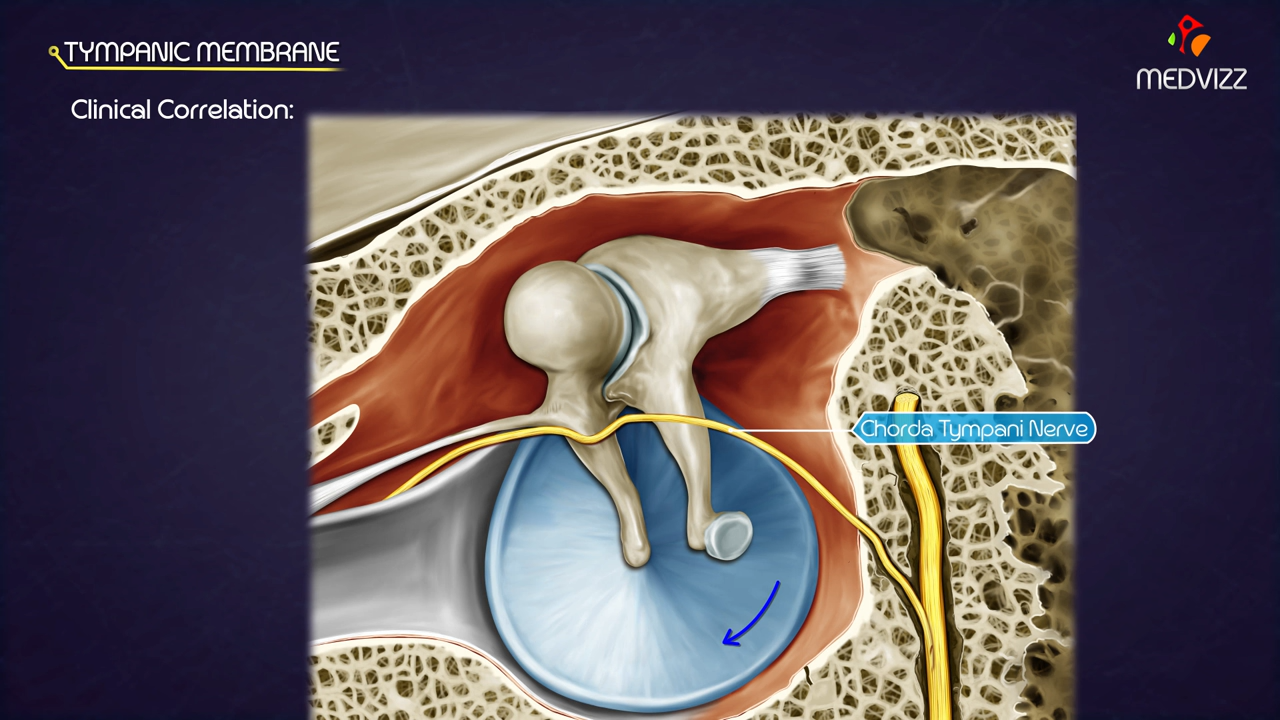 TYMPANIC MEMBRANE
MEDVIZZ
Clinical Correlation:
Chorda Tympani Nerve